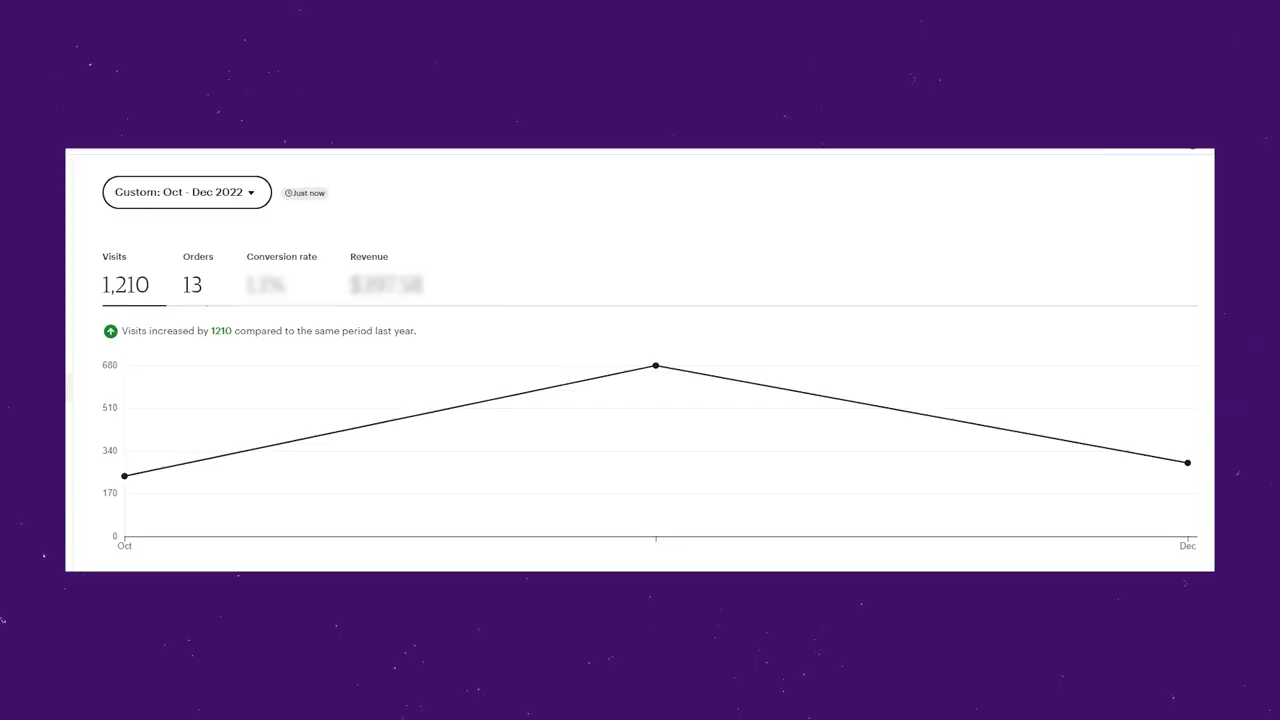 Custom: Oct - Dec 2022
Just now
Visits Orders Conversion rate Revenue
1,210 13
Visits increased by 1210 compared to the same period last year.
680
510
340
170
0
Oct Dec